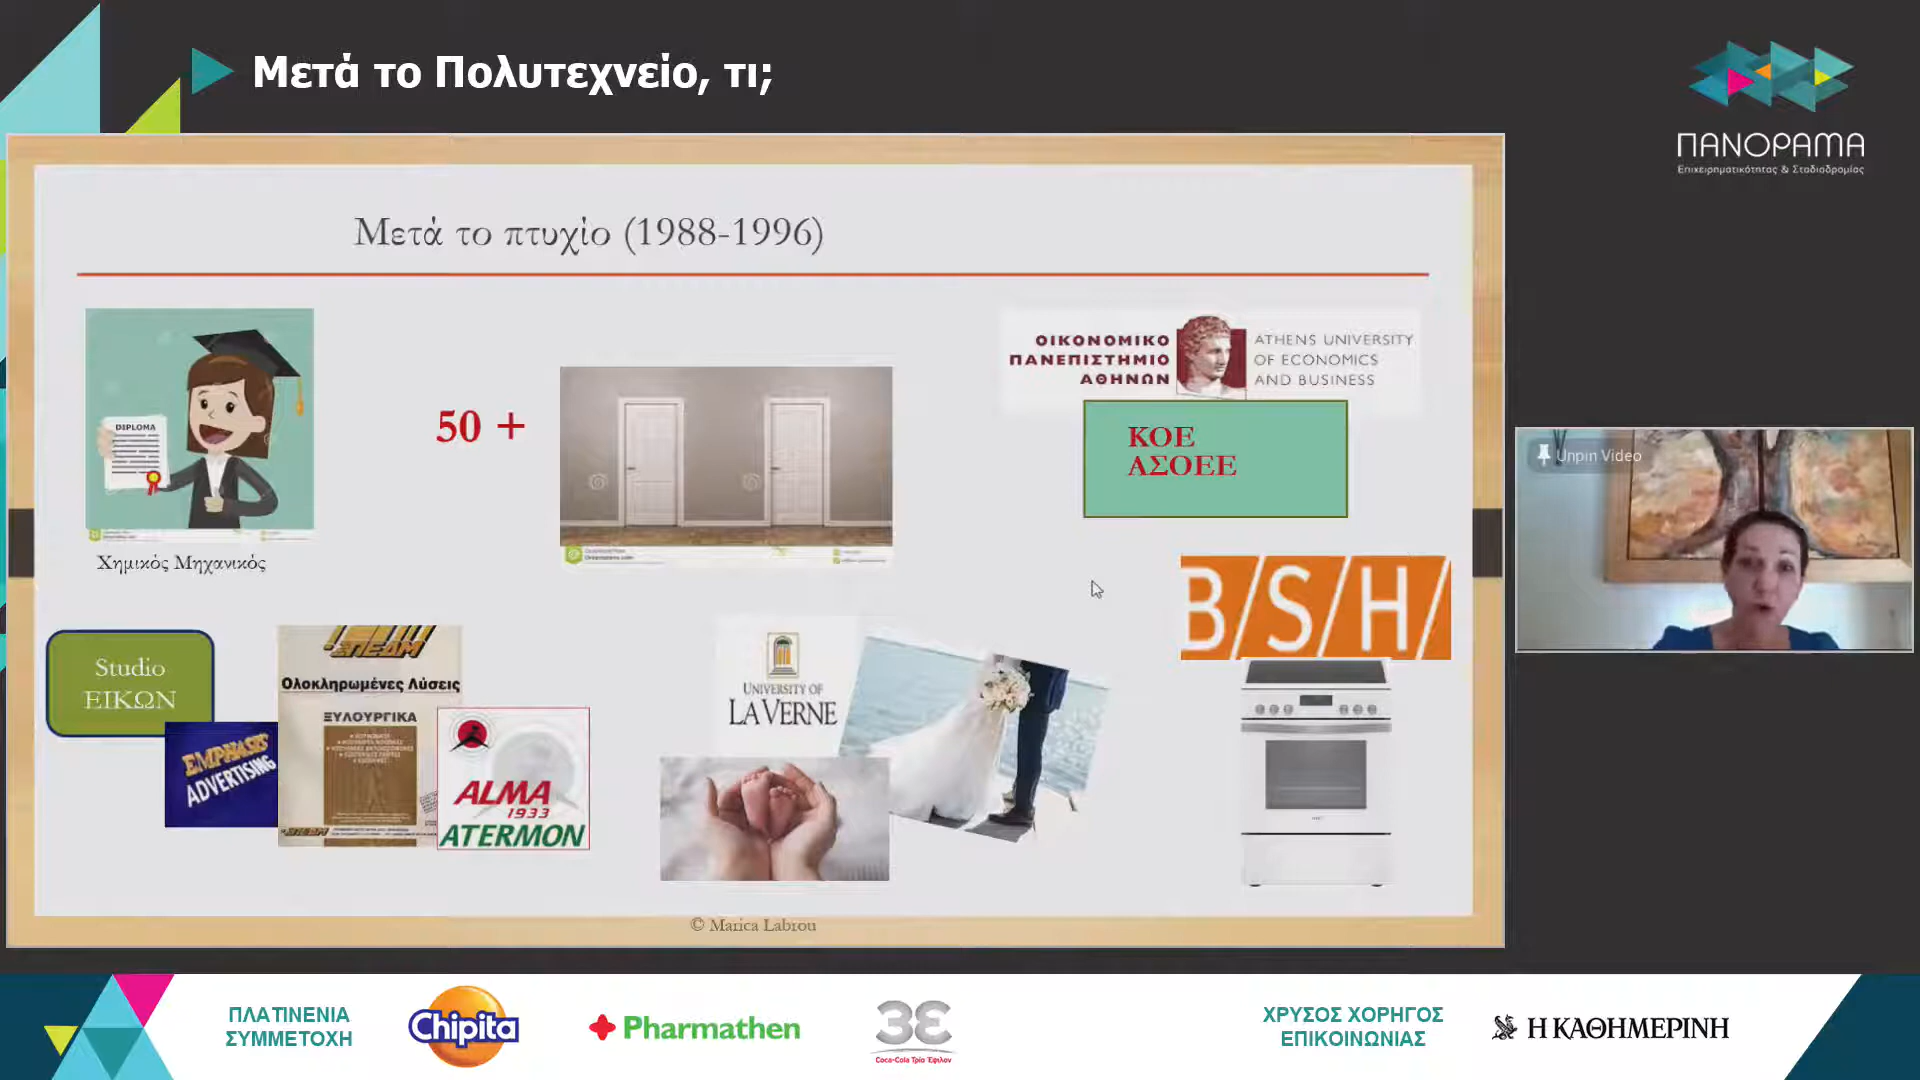 Μετά το Πολυτεχνείο, τι;
ΠΑΝΟΡΑΜΑ
Επιχειρηματικότητας & Σταδιοδρομίας
Μετά το πτυχίο (1988-1996)
DIPLOMA
Χημικός Μηχανικός
50 +
ΟΙΚΟΝΟΜΙΚΟ
ΠΑΝΕΠΙΣΤΗΜΙΟ
ΑΘΗΝΩΝ
ATHENS UNIVERSITY
OF ECONOMICS
AND BUSINESS
ΚΟΕ
ΑΣΟΕΕ
Unpin Video
Studio
ΕΙΚΩΝ
EMPHASIS
ADVERTISING
Ολοκληρωμένες Λύσεις
ΞΥΛΟΥΡΓΙΚΑ
ALMA
1933
ATERMON
UNIVERSITY OF
LA VERNE
B/S/H/
© Marica Labrou
ΠΛΑΤΙΝΕΝΙΑ
ΣΥΜΜΕΤΟΧΗ
Chipita
Pharmathen
3E
Coca-Cola Τρία Έψιλον
ΧΡΥΣΟΣ ΧΟΡΗΓΟΣ
ΕΠΙΚΟΙΝΩΝΙΑΣ
Η ΚΑΘΗΜΕΡΙΝΗ